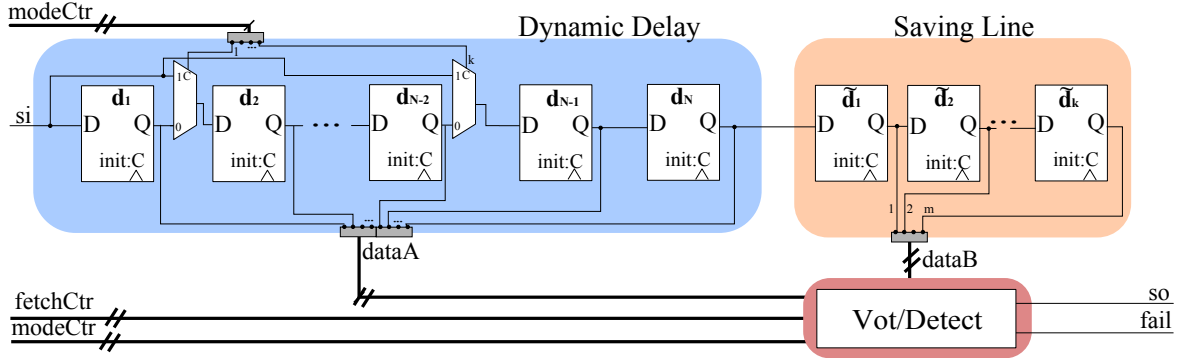 modeCtr
Dynamic Delay
Saving Line
1 ... k
1C 1C
d1 d2 dN-2 dN-1 dN d̃1 d̃2 d̃k
si
D Q D Q ... D Q D Q D Q D Q D Q ... D Q
0 0
init:C init:C init:C init:C init:C init:C init:C init:C
1 2 m
... ...
dataA
dataB
fetchCtr
modeCtr
Vot/Detect
so
fail